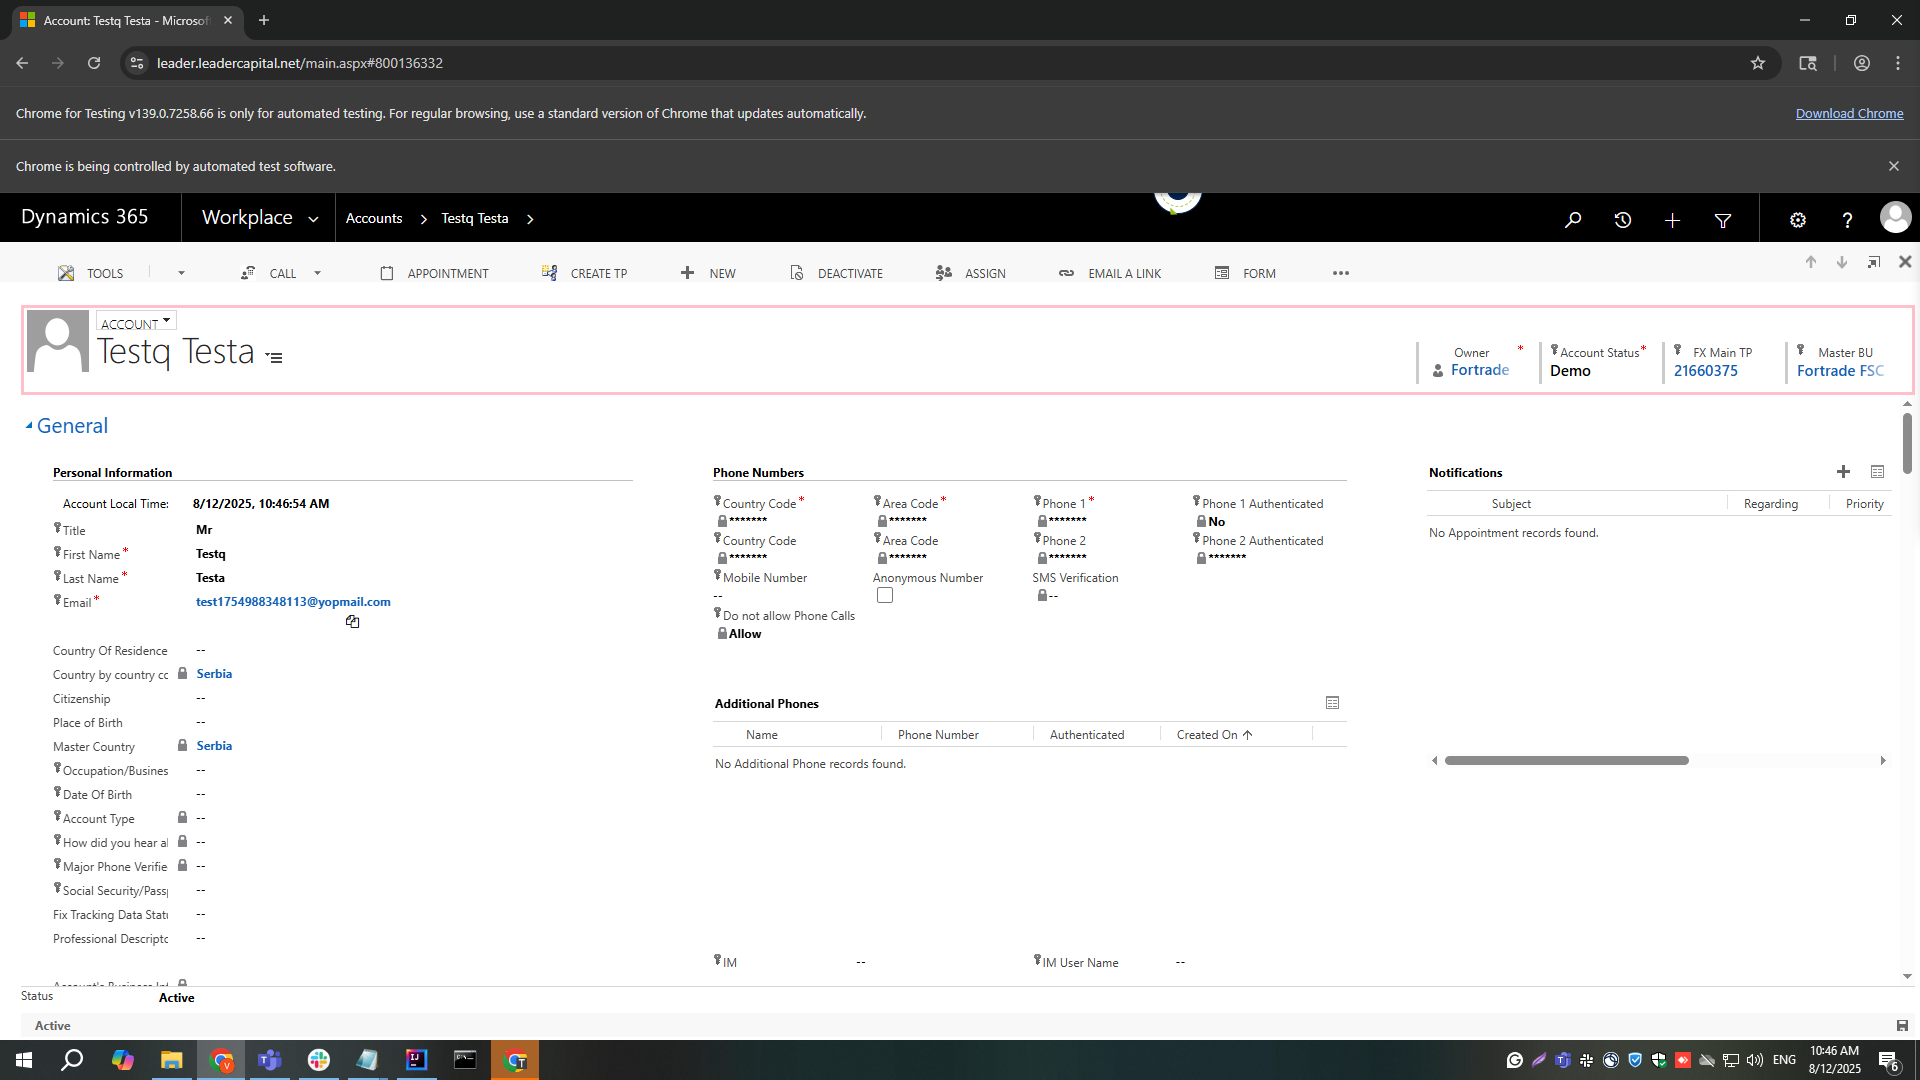 Account: Testq Testa - Microsof
leader.leadercapital.net/main.aspx#800136332
Chrome for Testing v139.0.7258.66 is only for automated testing. For regular browsing, use a standard version of Chrome that updates automatically.
Download Chrome
Chrome is being controlled by automated test software.
Dynamics 365
Workplace
Accounts
Testq Testa
TOOLS
CALL
APPOINTMENT
CREATE TP
NEW
DEACTIVATE
ASSIGN
EMAIL A LINK
FORM
ACCOUNT
Testq Testa
Owner *
Fortrade
Account Status *
Demo
FX Main TP
21660375
Master BU
Fortrade FSC
General
Personal Information
Account Local Time: 8/12/2025, 10:46:54 AM
Title Mr
First Name * Testq
Last Name * Testa
Email * test1754988348113@yopmail.com
Country Of Residence --
Country by country cc Serbia
Citizenship --
Place of Birth --
Master Country Serbia
Occupation/Busines --
Date Of Birth --
Account Type --
How did you hear a --
Major Phone Verifie --
Social Security/Pass --
Fix Tracking Data Stat --
Professional Descripto --
Phone Numbers
Country Code * Area Code * Phone 1 * Phone 1 Authenticated
******* ******* ******* No
Country Code Area Code Phone 2 Phone 2 Authenticated
******* ******* ******* *******
Mobile Number Anonymous Number SMS Verification
-- --
Do not allow Phone Calls
Allow
Additional Phones
Name Phone Number Authenticated Created On
No Additional Phone records found.
IM -- IM User Name --
Notifications
Subject Regarding Priority
No Appointment records found.
Status Active
Active
ENG
10:46 AM
8/12/2025
6